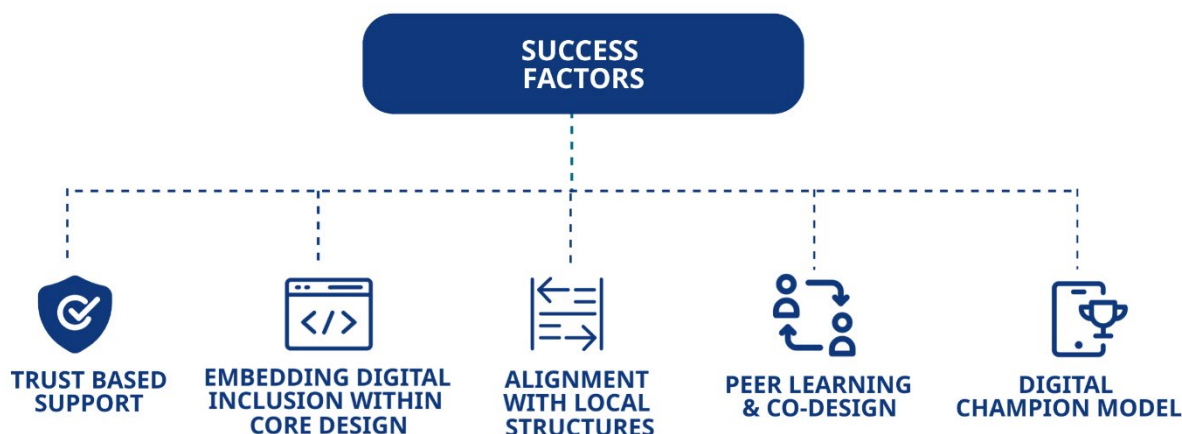 SUCCESS
FACTORS
TRUST BASED
SUPPORT
EMBEDDING DIGITAL
INCLUSION WITHIN
CORE DESIGN
ALIGNMENT
WITH LOCAL
STRUCTURES
PEER LEARNING
& CO-DESIGN
DIGITAL
CHAMPION MODEL